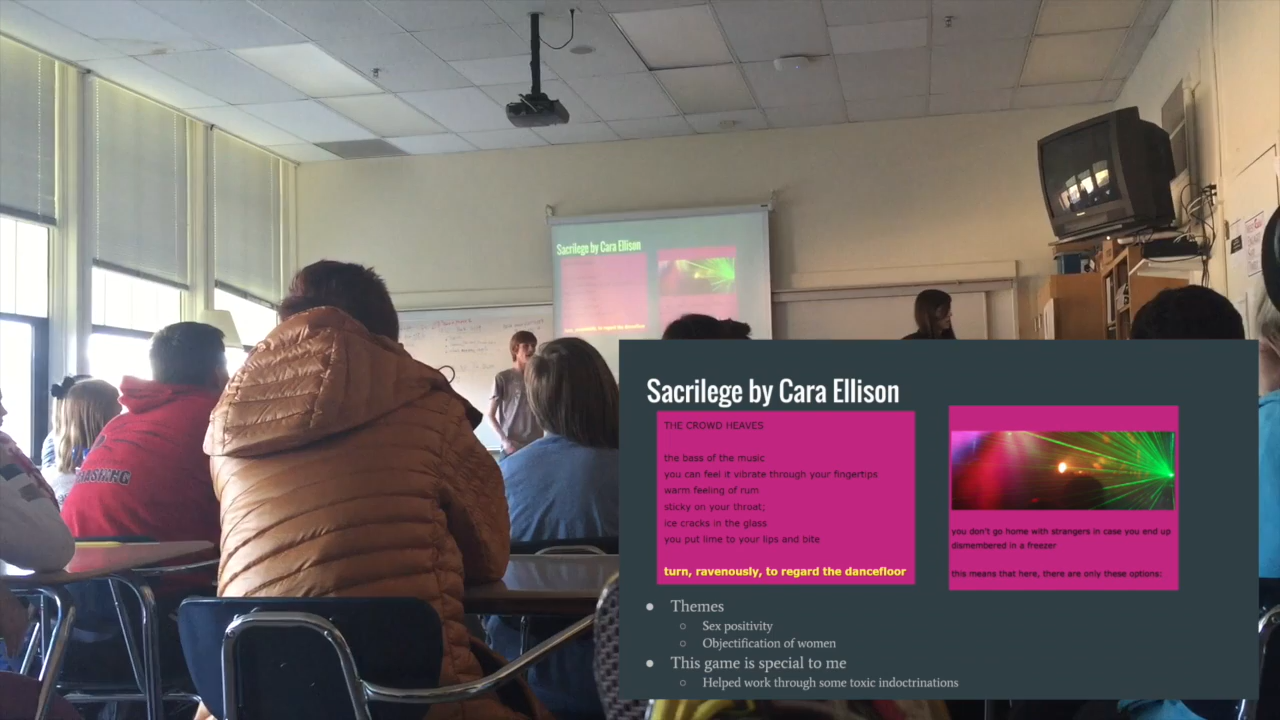 Sacrilege by Cara Ellison
Sacrilege by Cara Ellison
THE CROWD HEAVES
the bass of the music
you can feel it vibrate through your fingertips
warm feeling of rum
sticky on your throat;
ice cracks in the glass
you put lime to your lips and bite
turn, ravenously, to regard the dancefloor
you don't go home with strangers in case you end up
dismembered in a freezer
this means that here, there are only these options:
● Themes
○ Sex positivity
○ Objectification of women
● This game is special to me
○ Helped work through some toxic indoctrinations